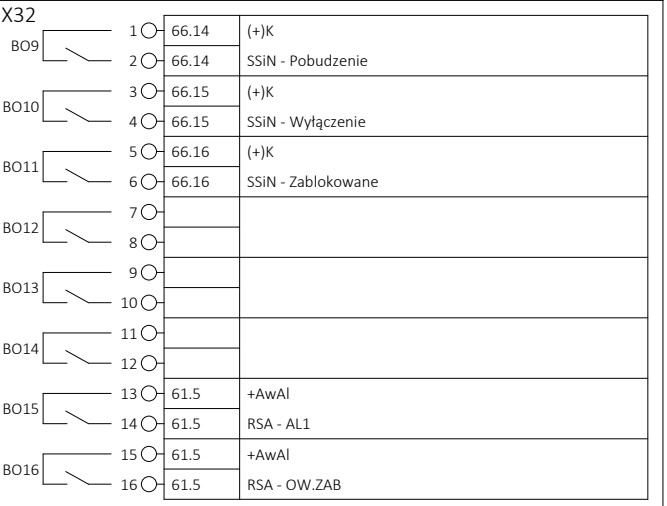 X32
BO9
1 66.14 (+)K
2 66.14 SSiN - Pobudzenie
BO10
3 66.15 (+)K
4 66.15 SSiN - Wyłączenie
BO11
5 66.16 (+)K
6 66.16 SSiN - Zablokowane
BO12
7
8
BO13
9
10
BO14
11
12
BO15
13 61.5 +AwAl
14 61.5 RSA - AL1
BO16
15 61.5 +AwAl
16 61.5 RSA - OW.ZAB